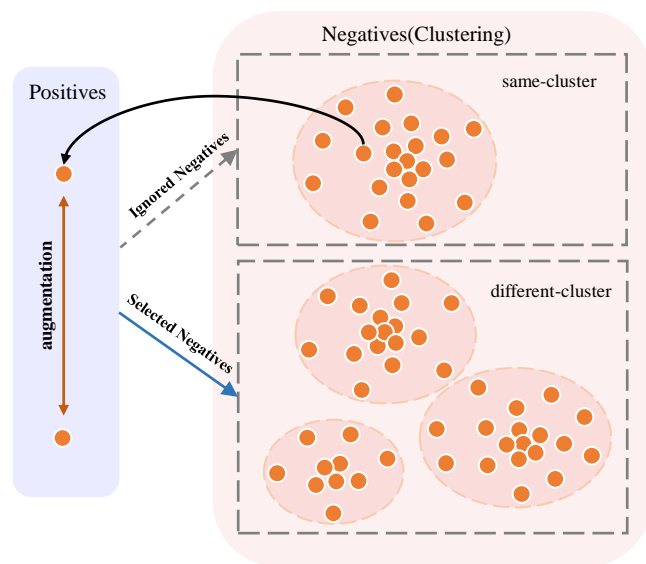 Negatives(Clustering)
same-cluster
Positives
Ignored Negatives
augmentation
different-cluster
Selected Negatives